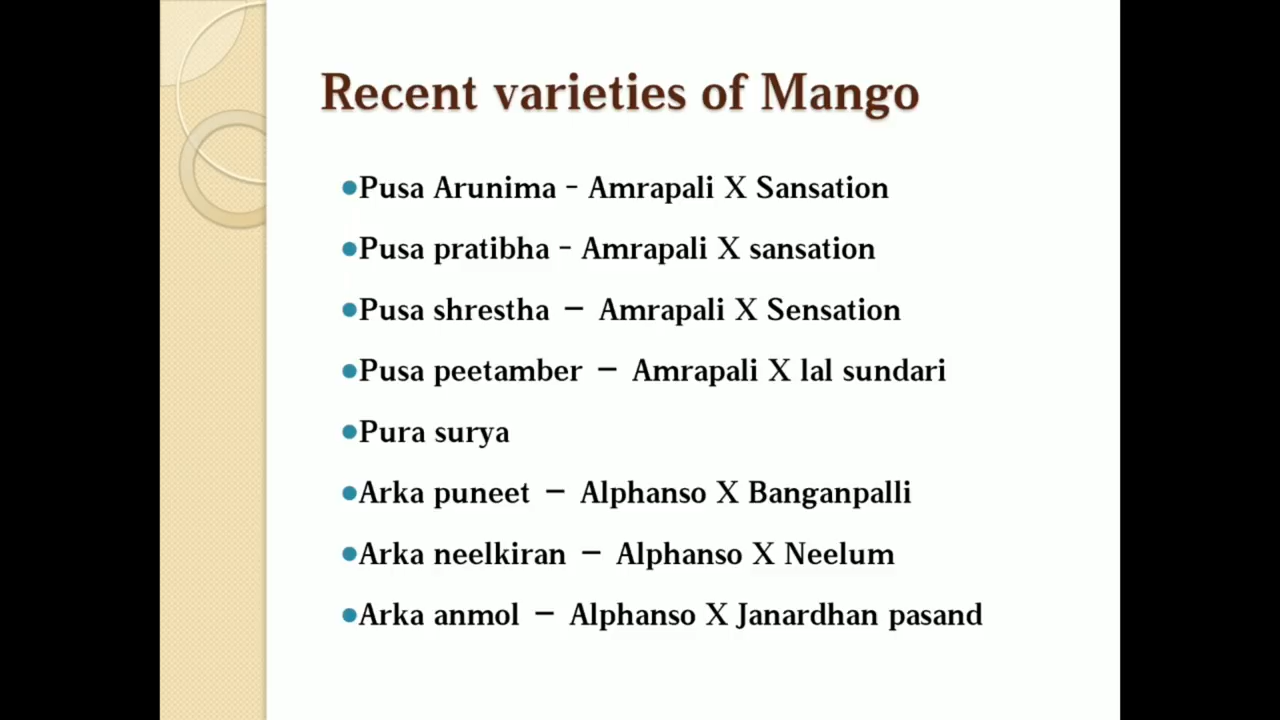 Recent varieties of Mango
●Pusa Arunima - Amrapali X Sansation
●Pusa pratibha - Amrapali X sansation
●Pusa shrestha – Amrapali X Sensation
●Pusa peetamber – Amrapali X lal sundari
●Pura surya
●Arka puneet – Alphanso X Banganpalli
●Arka neelkiran – Alphanso X Neelum
●Arka anmol – Alphanso X Janardhan pasand